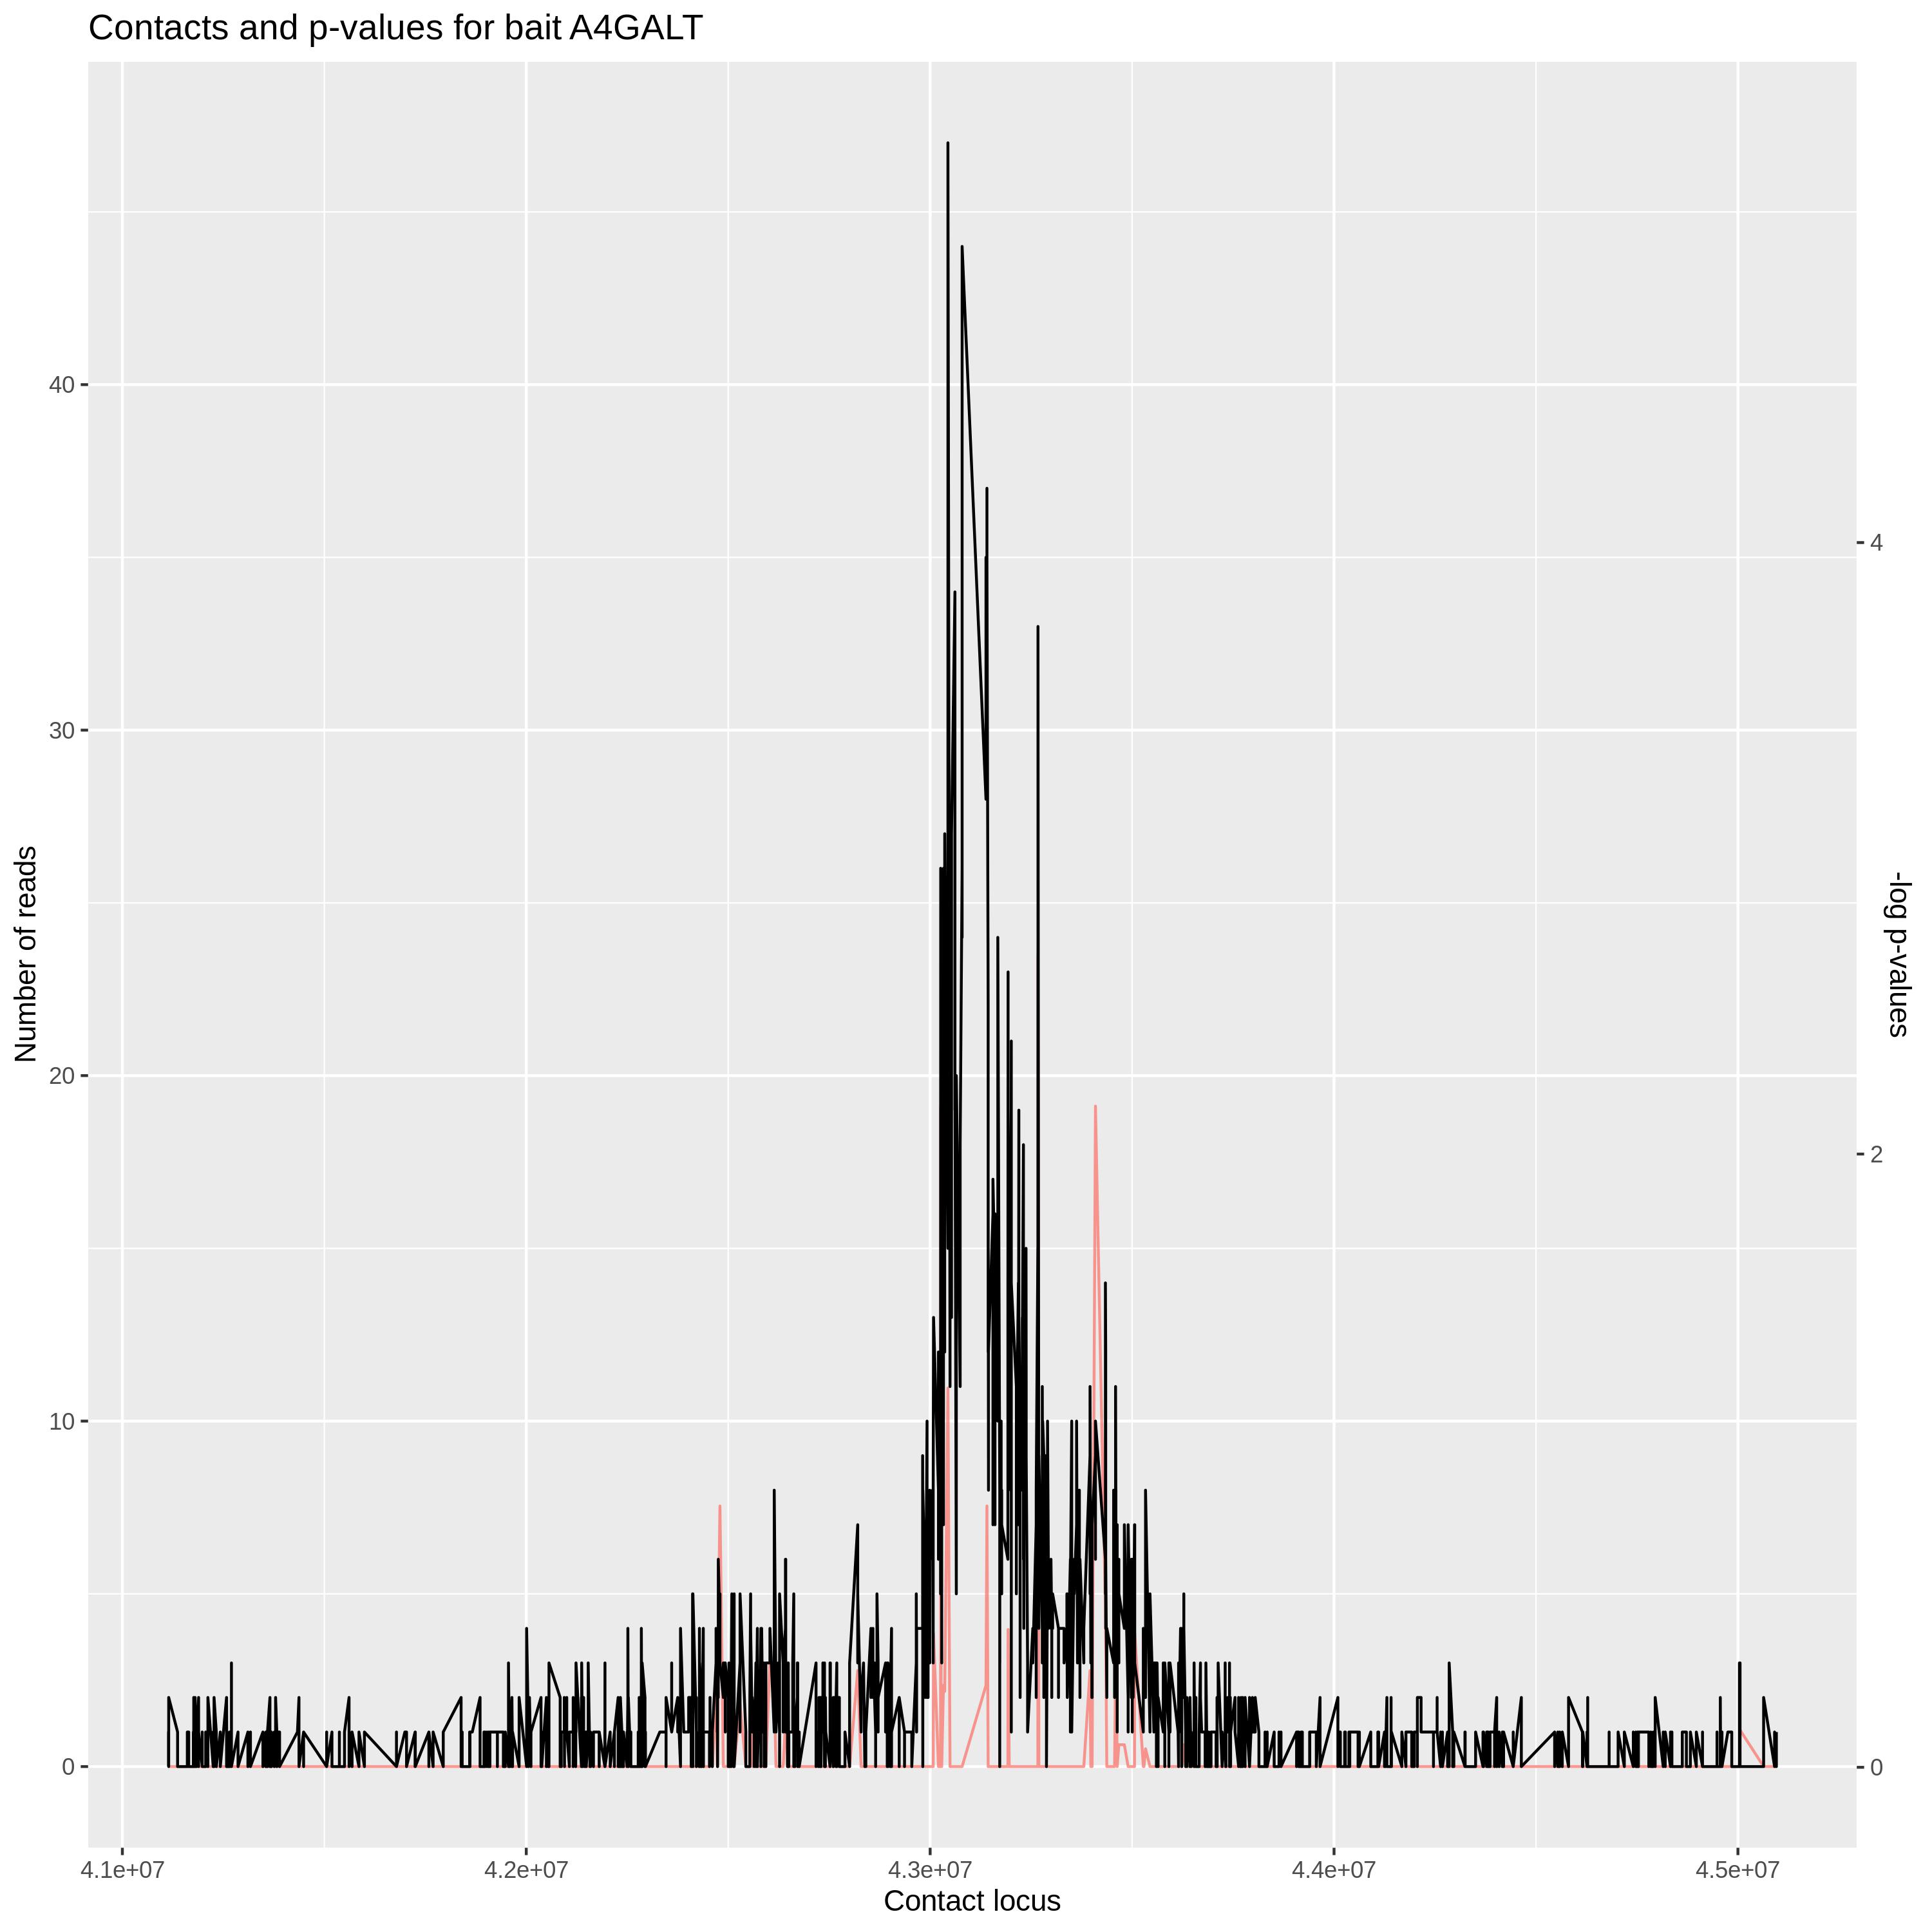 Contacts and p-values for bait A4GALT
40
30
20
10
0
Number of reads
4
2
0
-log p-values
4.1e+07 4.2e+07 4.3e+07 4.4e+07 4.5e+07
Contact locus